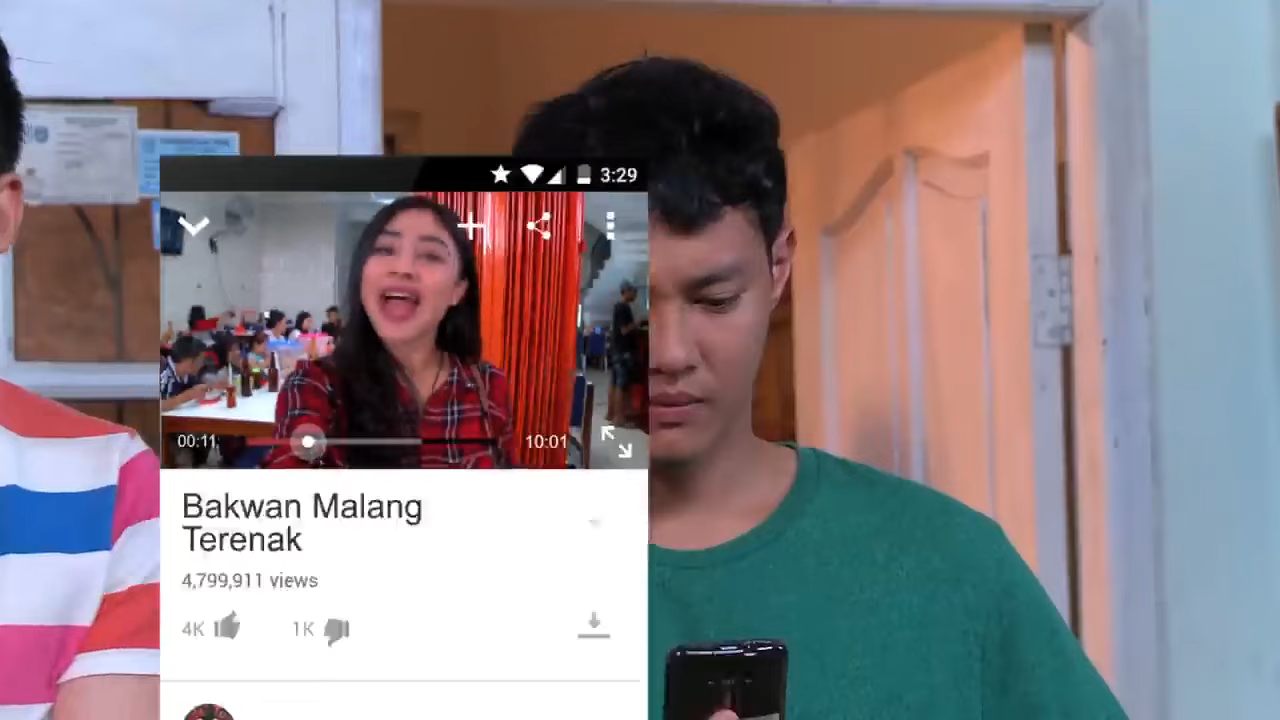 3:29
00:11
10:01
Bakwan Malang
Terenak
4,799,911 views
4K
1K